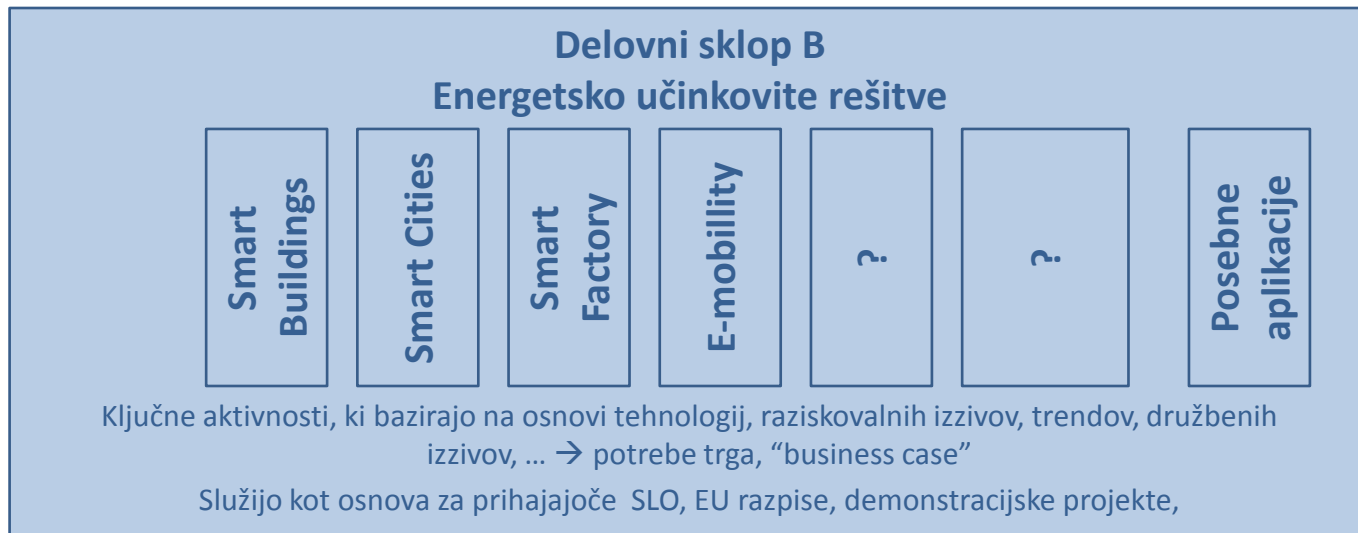 Delovni sklop B
Energetsko učinkovite rešitve
Smart
Buildings
Smart Cities
Smart
Factory
E-mobillity
?
?
Posebne
aplikacije
Ključne aktivnosti, ki bazirajo na osnovi tehnologij, raziskovalnih izzivov, trendov, družbenih
izzivov, … → potrebe trga, “business case”
Služijo kot osnova za prihajajoče SLO, EU razpise, demonstracijske projekte,